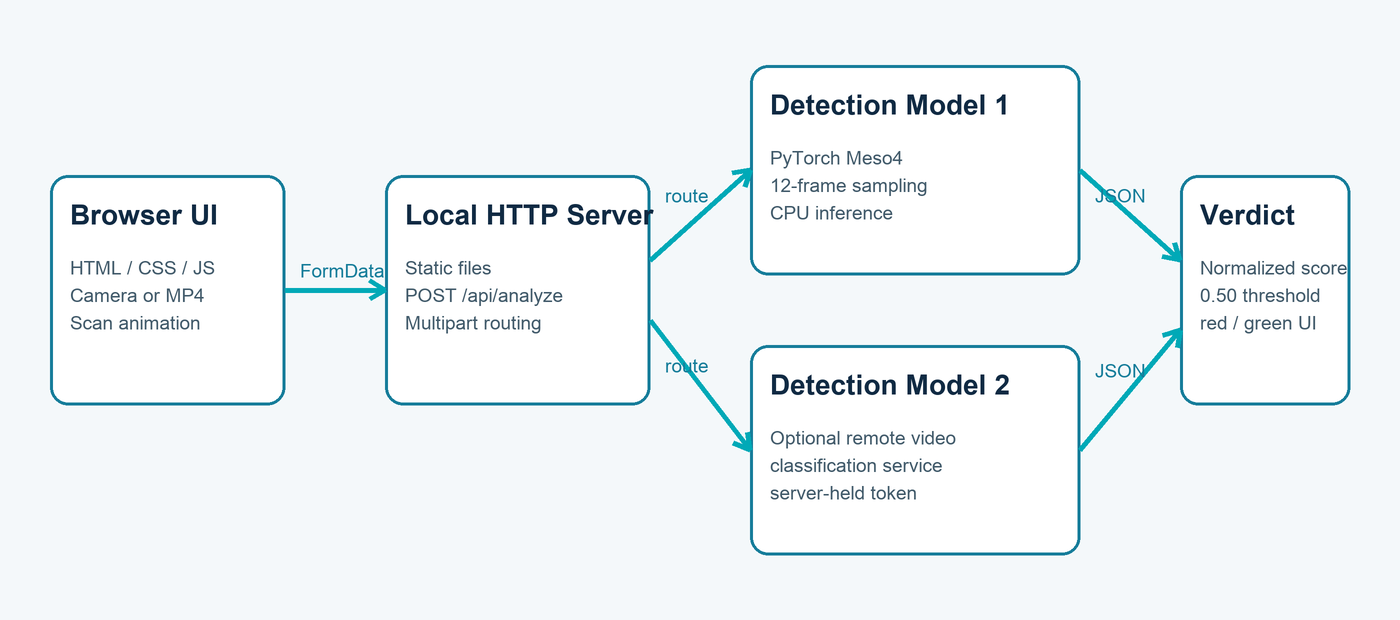 Browser UI
HTML / CSS / JS
Camera or MP4
Scan animation
FormData
Local HTTP Server
Static files
POST /api/analyze
Multipart routing
route
route
Detection Model 1
PyTorch Meso4
12-frame sampling
CPU inference
Detection Model 2
Optional remote video
classification service
server-held token
JSON
JSON
Verdict
Normalized score
0.50 threshold
red / green UI